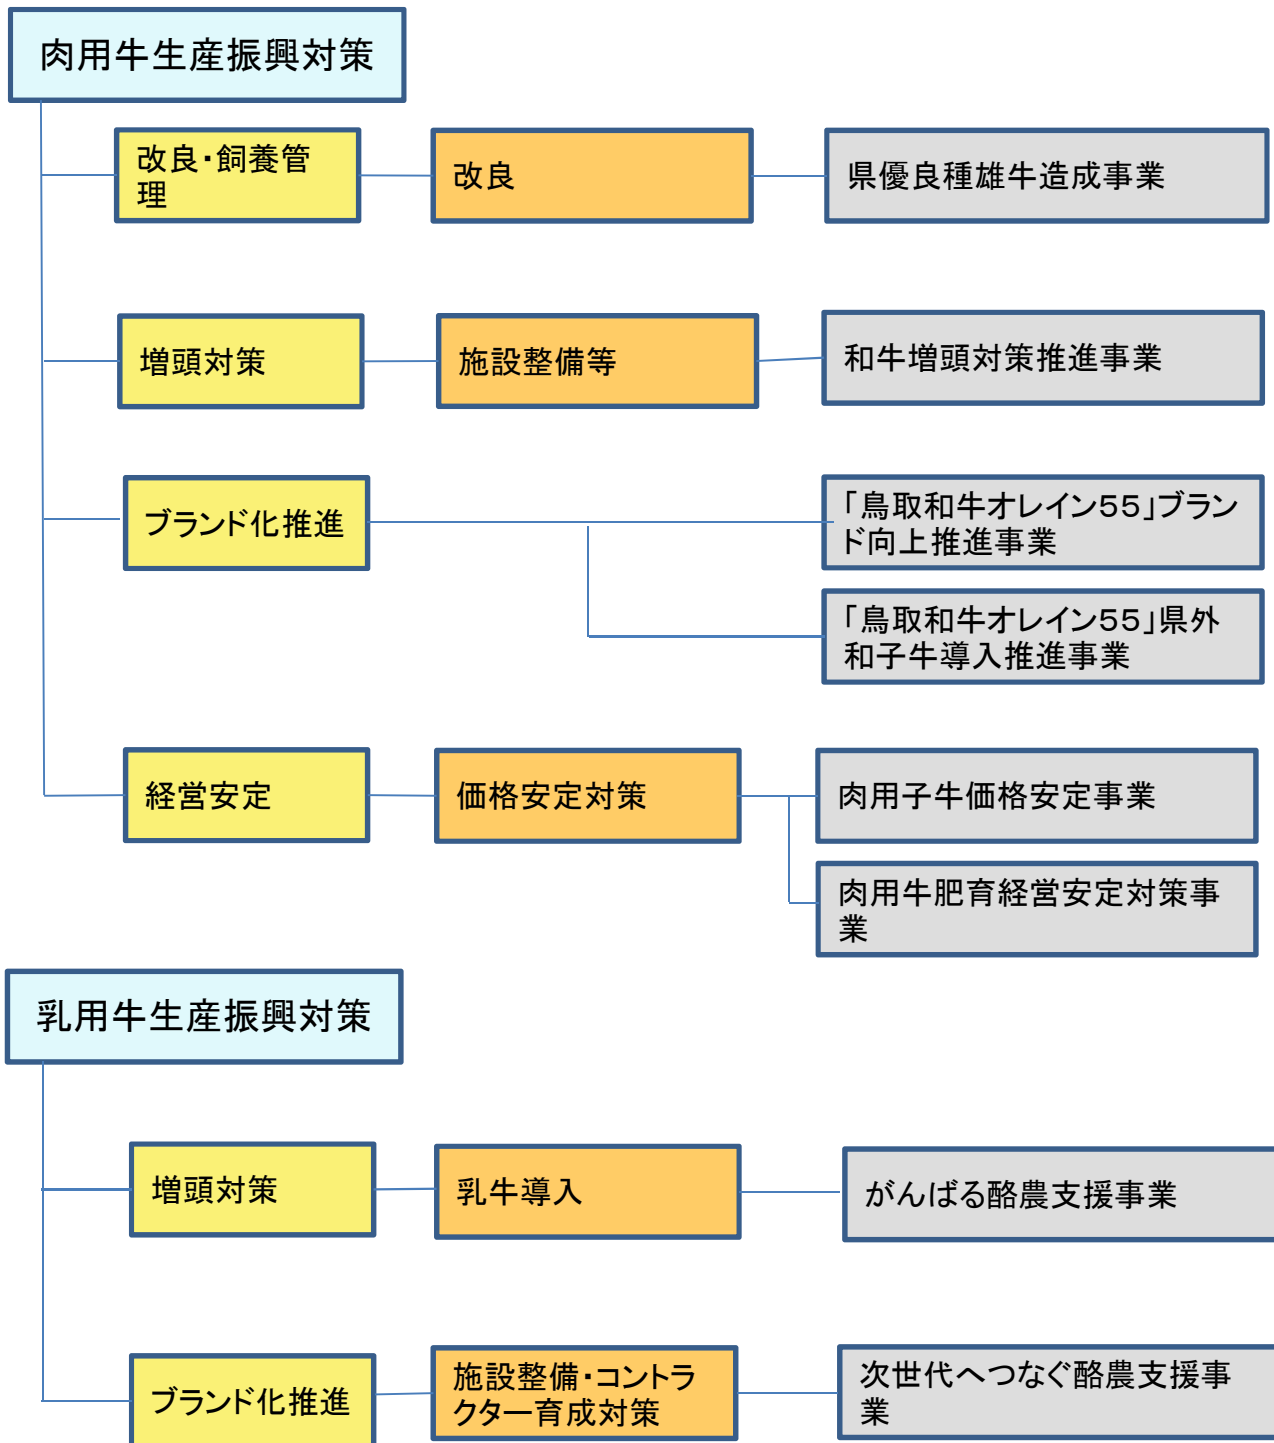 肉用牛生産振興対策
改良・飼養管
理
改良
県優良種雄牛造成事業
増頭対策
施設整備等
和牛増頭対策推進事業
ブランド化推進
「鳥取和牛オレイン55」ブラン
ド向上推進事業
「鳥取和牛オレイン55」県外
和子牛導入推進事業
経営安定
価格安定対策
肉用子牛価格安定事業
肉用牛肥育経営安定対策事
業
乳用牛生産振興対策
増頭対策
乳牛導入
がんばる酪農支援事業
ブランド化推進
施設整備・コントラ
クター育成対策
次世代へつなぐ酪農支援事
業